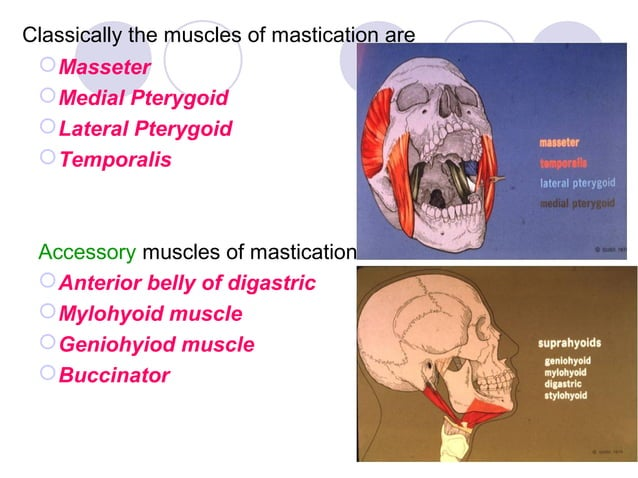 Classically the muscles of mastication are
Masseter
Medial Pterygoid
Lateral Pterygoid
Temporalis
masseter
temporalis
lateral pterygoid
medial pterygoid
Accessory muscles of mastication
Anterior belly of digastric
Mylohyoid muscle
Geniohyiod muscle
Buccinator
suprahyoids
geniohyoid
mylohyoid
digastric
stylohyoid